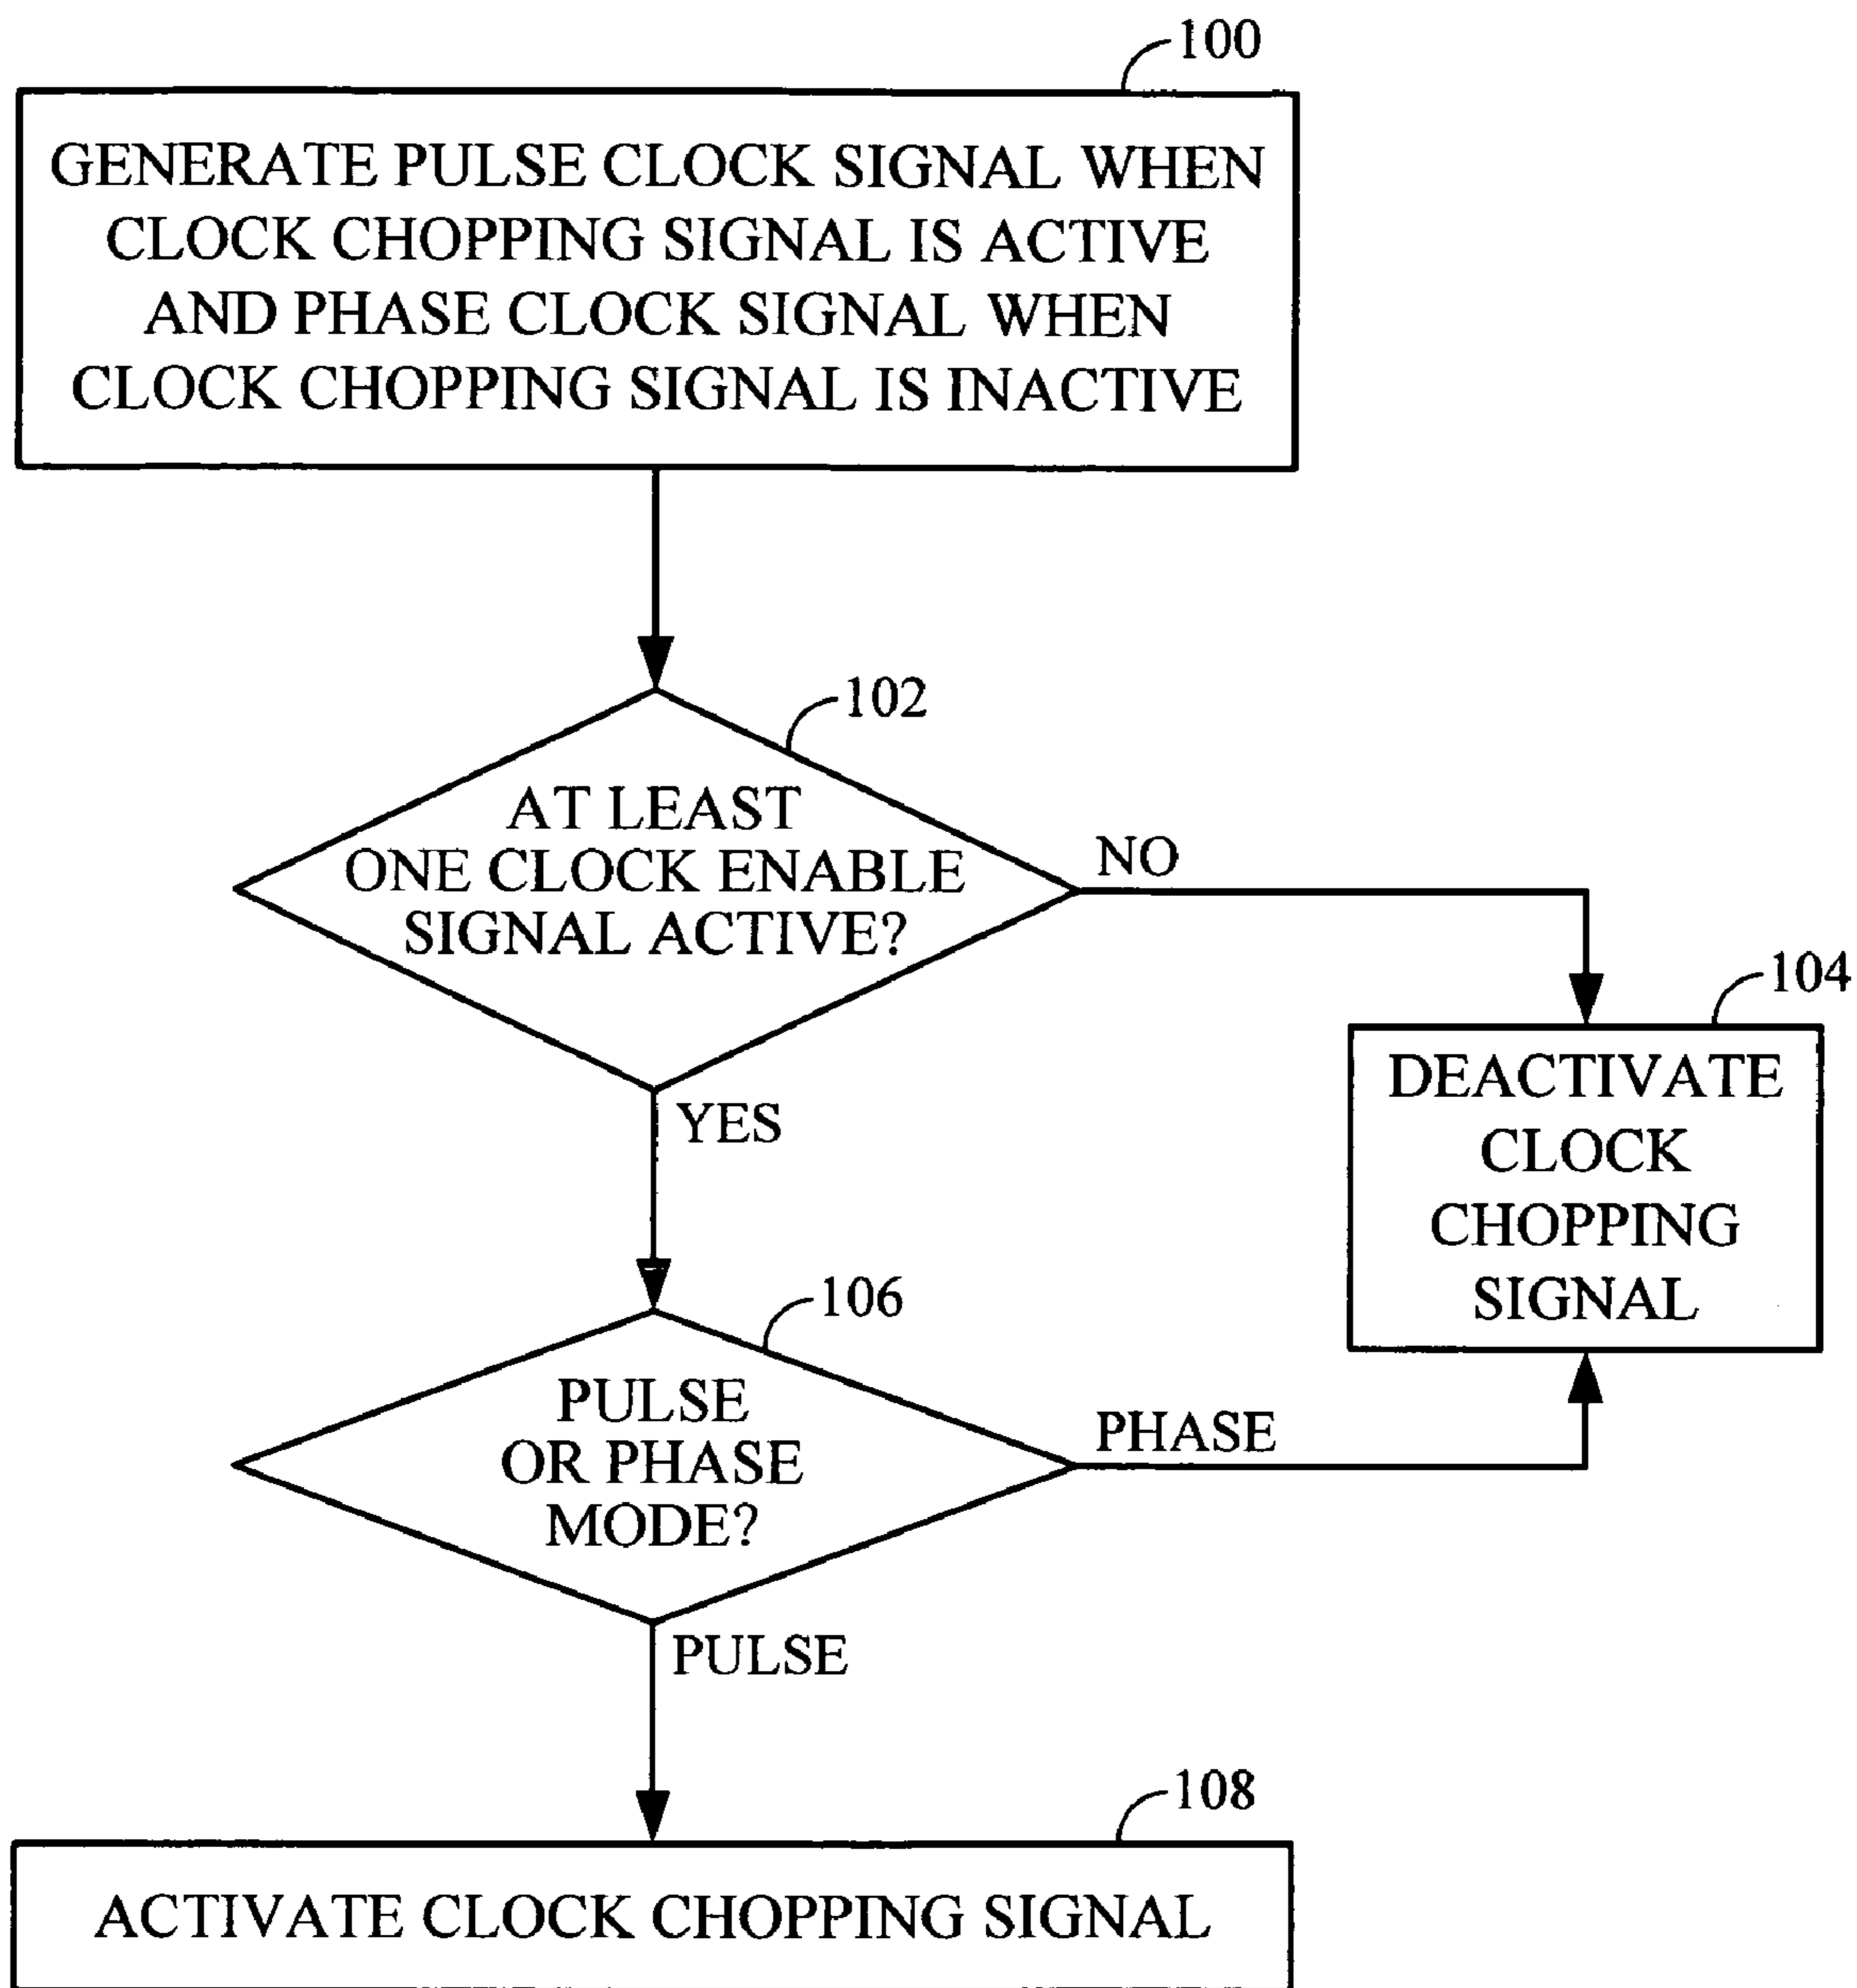 100
GENERATE PULSE CLOCK SIGNAL WHEN
CLOCK CHOPPING SIGNAL IS ACTIVE
AND PHASE CLOCK SIGNAL WHEN
CLOCK CHOPPING SIGNAL IS INACTIVE
102
AT LEAST
ONE CLOCK ENABLE
SIGNAL ACTIVE?
NO
YES
104
DEACTIVATE
CLOCK
CHOPPING
SIGNAL
106
PULSE
OR PHASE
MODE?
PHASE
PULSE
108
ACTIVATE CLOCK CHOPPING SIGNAL